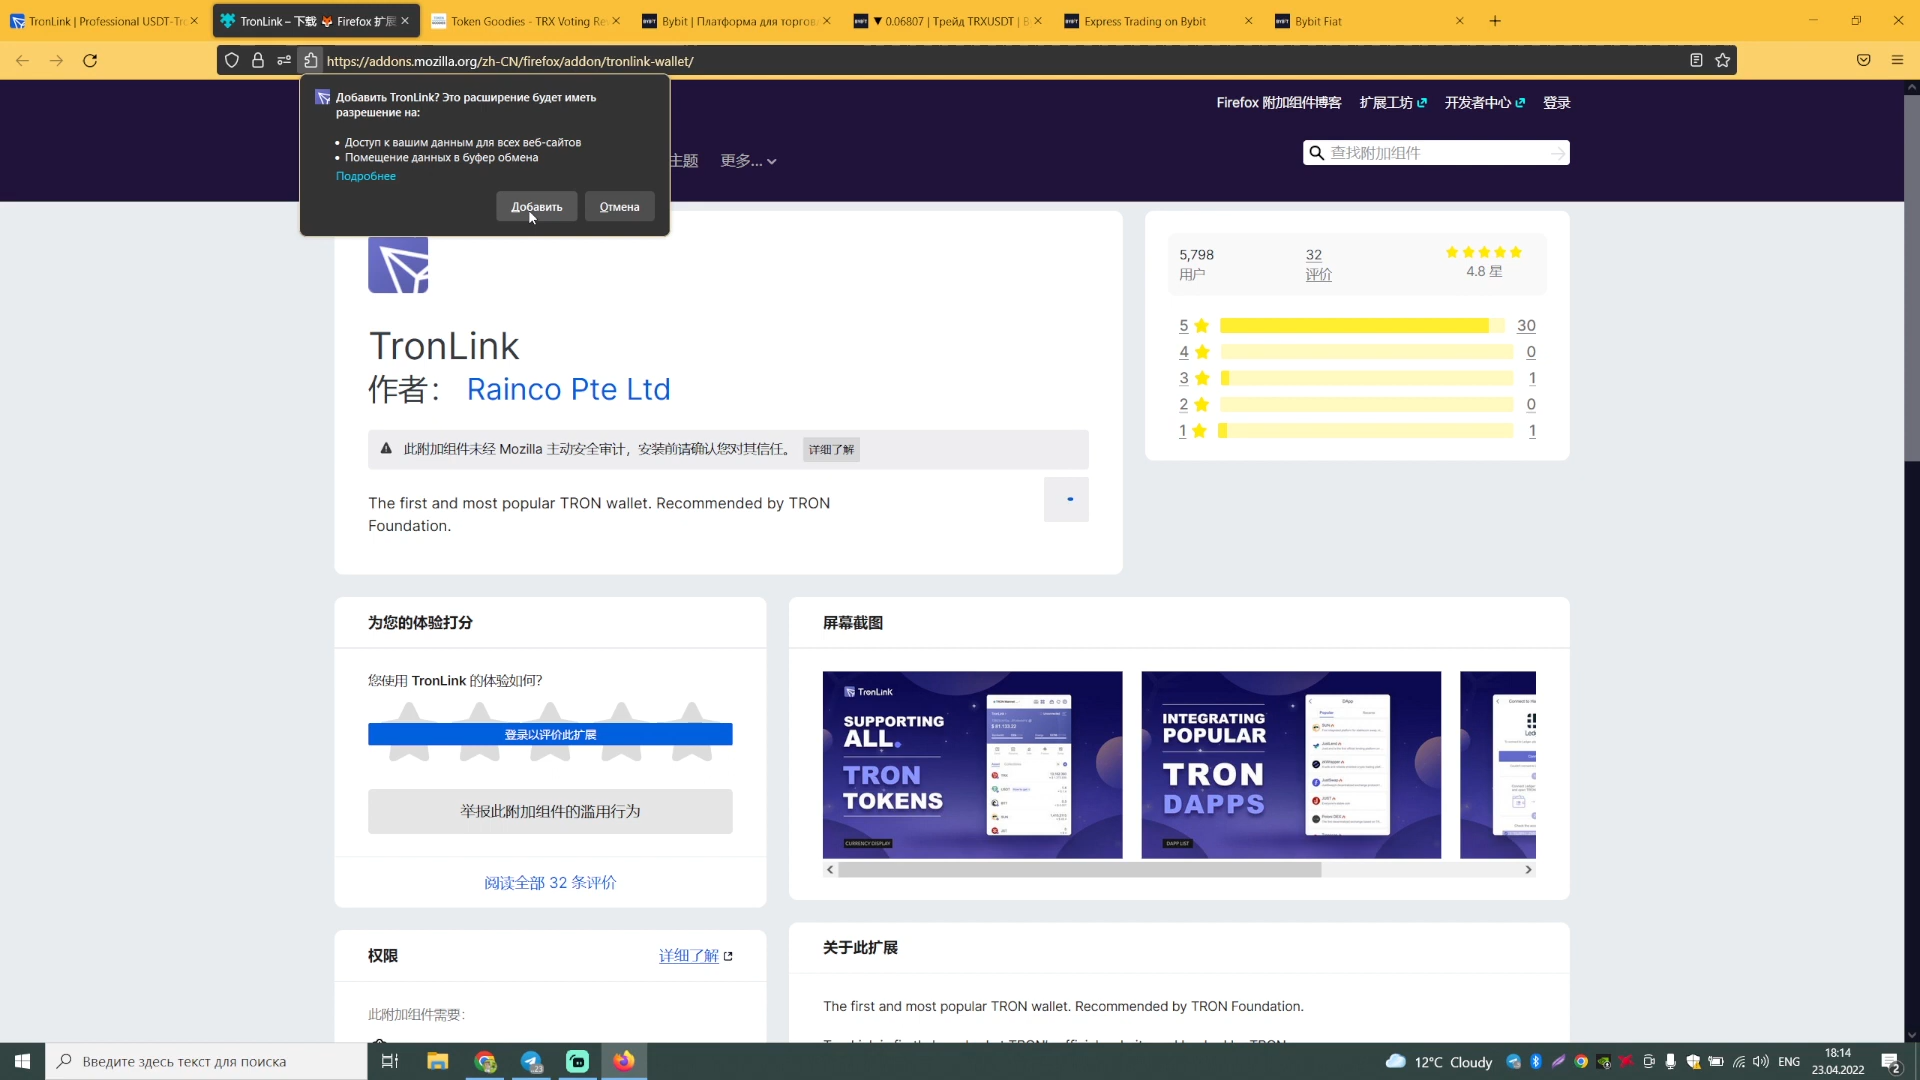 TronLink | Professional USDT-Tr
TronLink – 下载 🦊 Firefox 扩展
Token Goodies - TRX Voting Re
Bybit | Платформа для торгов
▼ 0.06807 | Трейд TRXUSDT | B
Express Trading on Bybit
Bybit Fiat
https://addons.mozilla.org/zh-CN/firefox/addon/tronlink-wallet/
Добавить TronLink? Это расширение будет иметь
разрешение на:
• Доступ к вашим данным для всех веб-сайтов
• Помещение данных в буфер обмена
Подробнее
Добавить
Отмена
Firefox 附加组件博客
扩展工坊
开发者中心
登录
主题
更多...
查找附加组件
TronLink
作者： Rainco Pte Ltd
此附加组件未经 Mozilla 主动安全审计，安装前请确认您对其信任。
详细了解
The first and most popular TRON wallet. Recommended by TRON
Foundation.
5,798
用户
32
评价
4.8 星
5 30
4 0
3 1
2 0
1 1
为您的体验打分
您使用 TronLink 的体验如何？
登录以评价此扩展
举报此附加组件的滥用行为
阅读全部 32 条评价
权限
详细了解
此附加组件需要：
屏幕截图
TronLink
SUPPORTING
ALL.
TRON
TOKENS
CURRENCY DISPLAY
INTEGRATING
POPULAR
TRON
DAPPS
DAPP LIST
关于此扩展
The first and most popular TRON wallet. Recommended by TRON Foundation.
Введите здесь текст для поиска
12°C Cloudy
ENG
18:14
23.04.2022
2